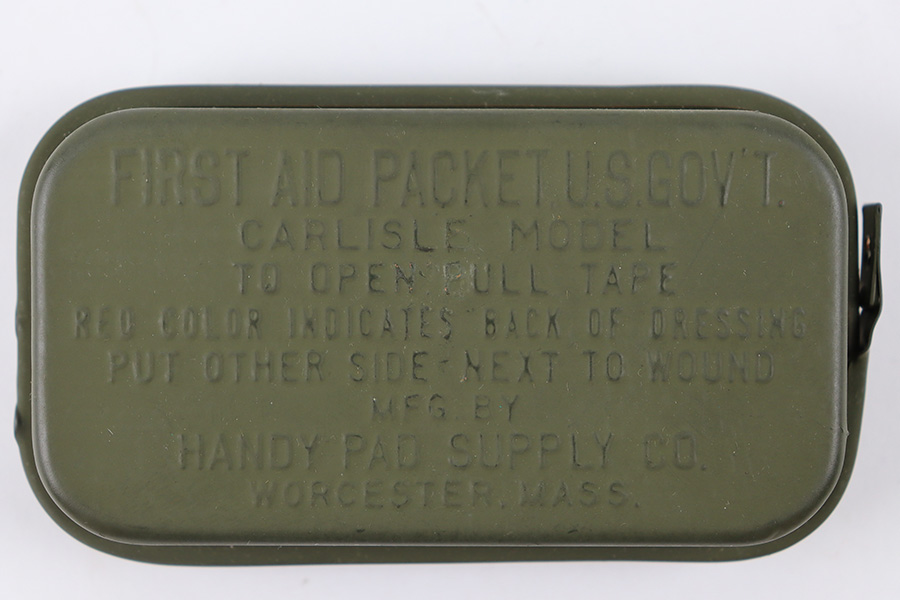 FIRST AID PACKET U.S. GOV'T.
CARLISLE MODEL
TO OPEN PULL TAPE
RED COLOR INDICATES BACK OF DRESSING
PUT OTHER SIDE NEXT TO WOUND
MFG. BY
HANDY PAD SUPPLY CO.
WORCESTER, MASS.